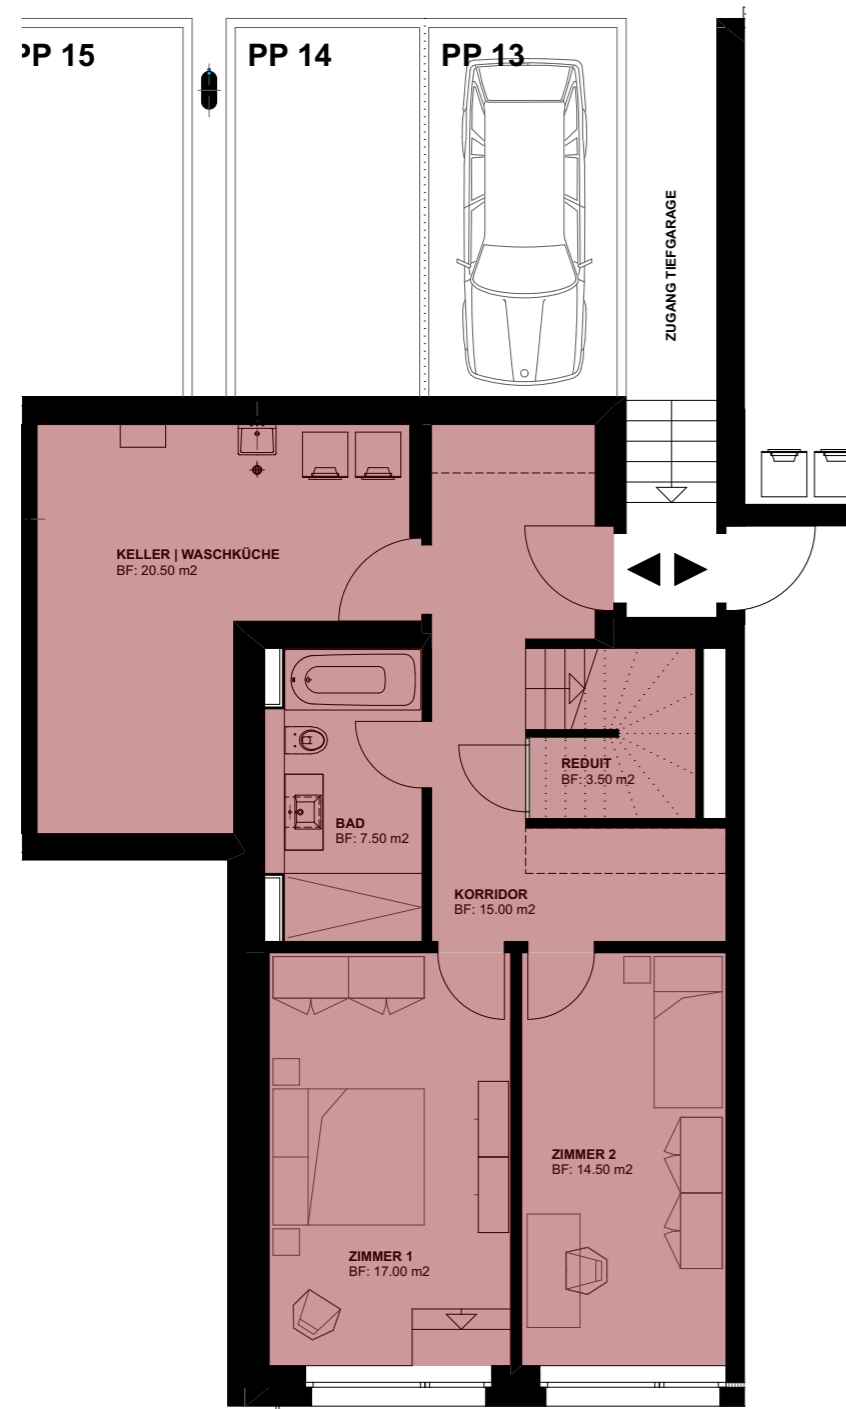 PP 15
PP 14
PP 13
ZUGANG TIEFGARAGE
KELLER | WASCHKÜCHE
BF: 20.50 m2
REDUIT
BF: 3.50 m2
BAD
BF: 7.50 m2
KORRIDOR
BF: 15.00 m2
ZIMMER 2
BF: 14.50 m2
ZIMMER 1
BF: 17.00 m2